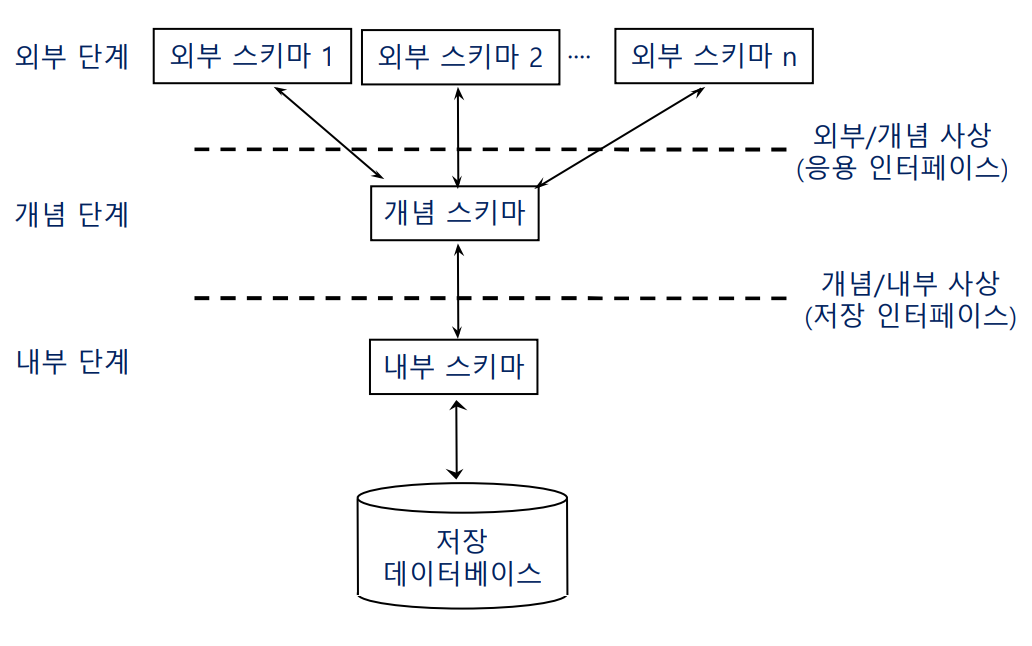 외부 단계
외부 스키마 1
외부 스키마 2
....
외부 스키마 n
외부/개념 사상
(응용 인터페이스)
개념 단계
개념 스키마
개념/내부 사상
(저장 인터페이스)
내부 단계
내부 스키마
저장
데이터베이스